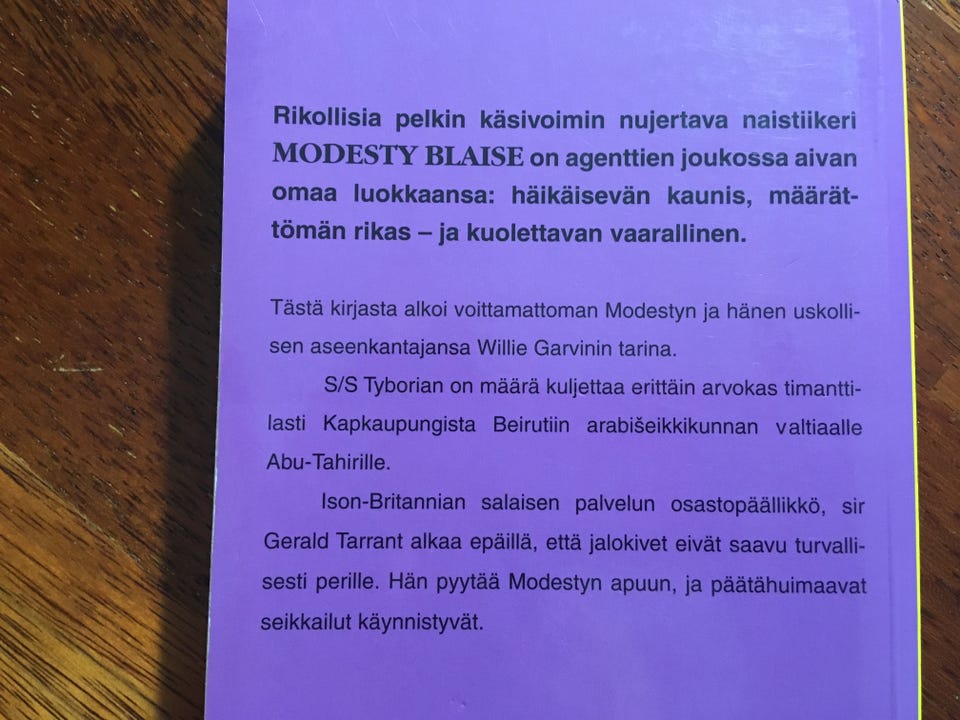 Rikollisia pelkin käsivoimin nujertava naistiikeri
MODESTY BLAISE on agenttien joukossa aivan
omaa luokkaansa: häikäisevän kaunis, määrät-
tömän rikas – ja kuolettavan vaarallinen.
Tästä kirjasta alkoi voittamattoman Modestyn ja hänen uskolli-
sen aseenkantajansa Willie Garvinin tarina.
S/S Tyborian on määrä kuljettaa erittäin arvokas timantti-
lasti Kapkaupungista Beirutiin arabišeikkikunnan valtiaalle
Abu-Tahirille.
Ison-Britannian salaisen palvelun osastopäällikkö, sir
Gerald Tarrant alkaa epäillä, että jalokivet eivät saavu turvalli-
sesti perille. Hän pyytää Modestyn apuun, ja päätähuimaavat
seikkailut käynnistyvät.